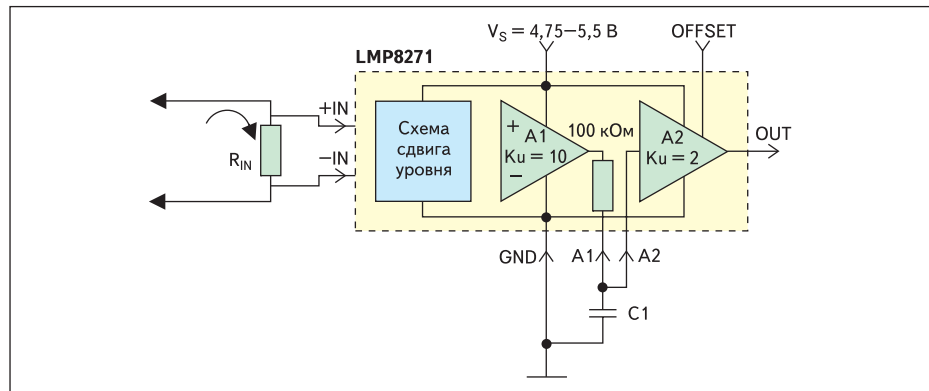 V_S = 4,75–5,5 В
OFFSET
LMP8271
+IN
–IN
R_IN
Схема
сдвига
уровня
+
A1
Ku = 10
–
100 кОм
A2
Ku = 2
OUT
GND
A1
A2
C1